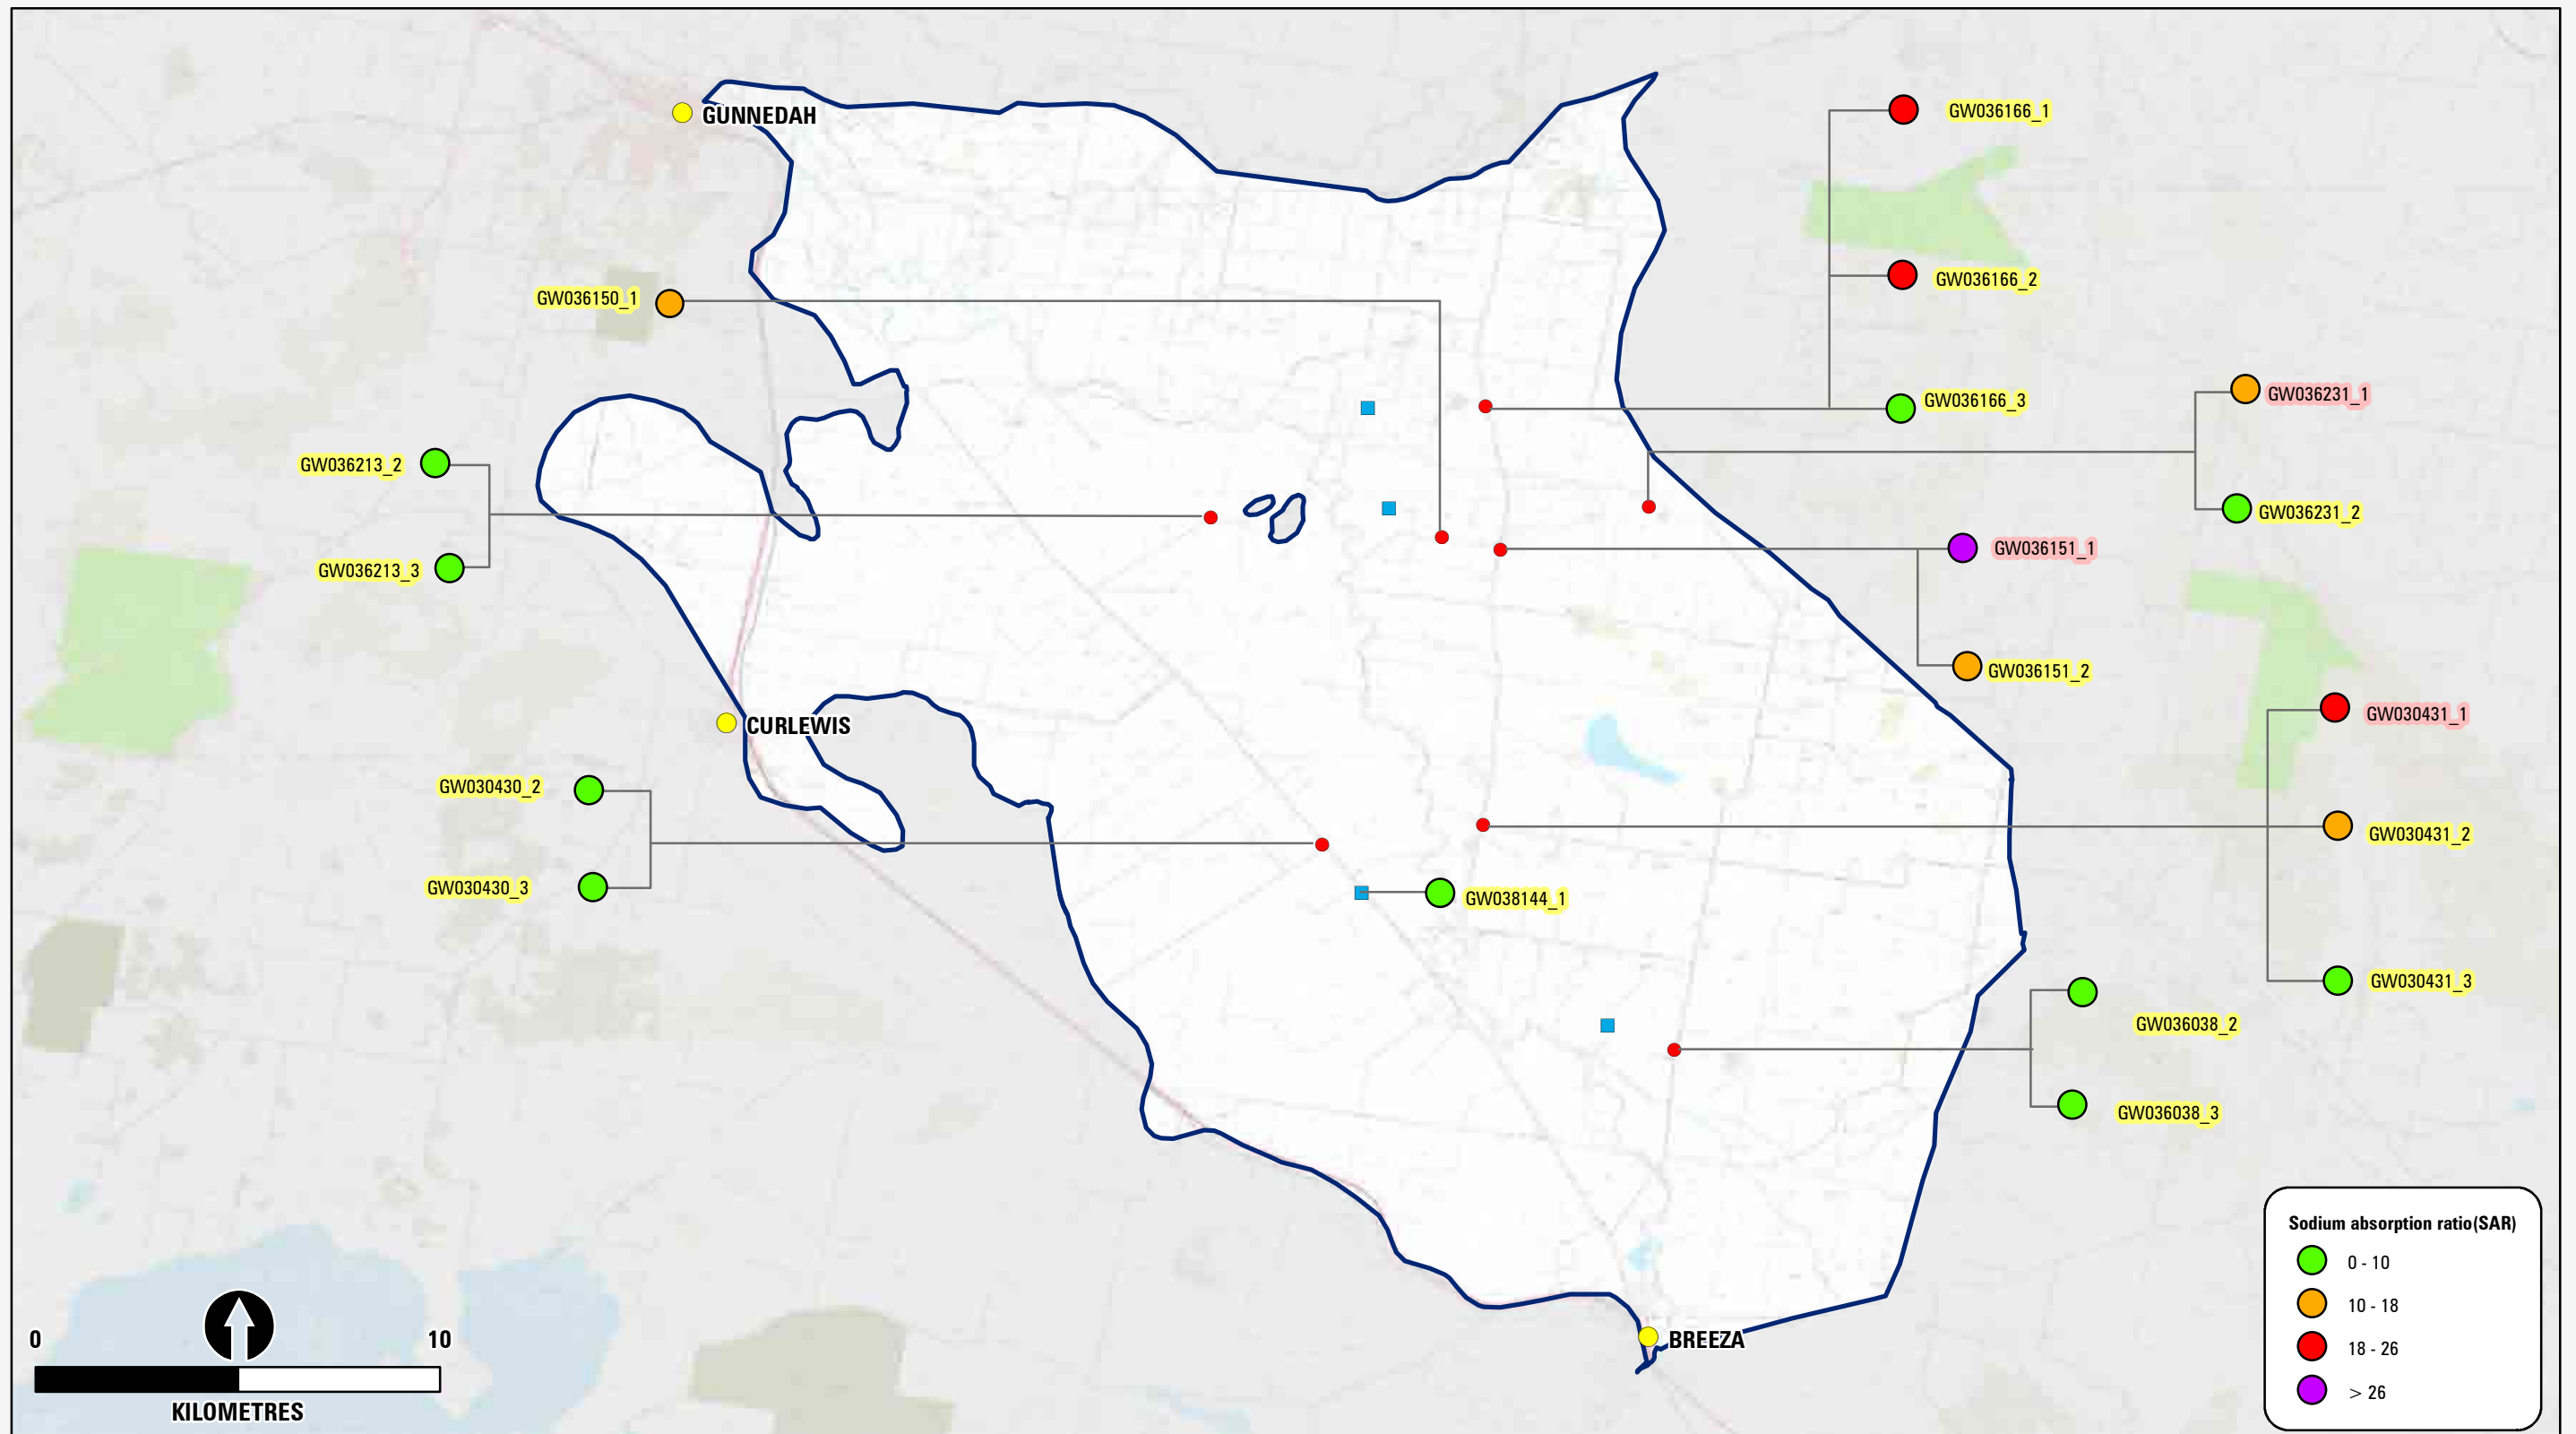 GUNNEDAH
GW036166_1
GW036166_2
GW036150_1
GW036166_3
GW036231_1
GW036213_2
GW036231_2
GW036151_1
GW036213_3
GW036151_2
GW030431_1
CURLEWIS
GW030430_2
GW030431_2
GW030430_3
GW038144_1
GW030431_3
GW036038_2
GW036038_3
Sodium absorption ratio(SAR)
0 - 10
10 - 18
18 - 26
> 26
BREEZA
0 10
KILOMETRES